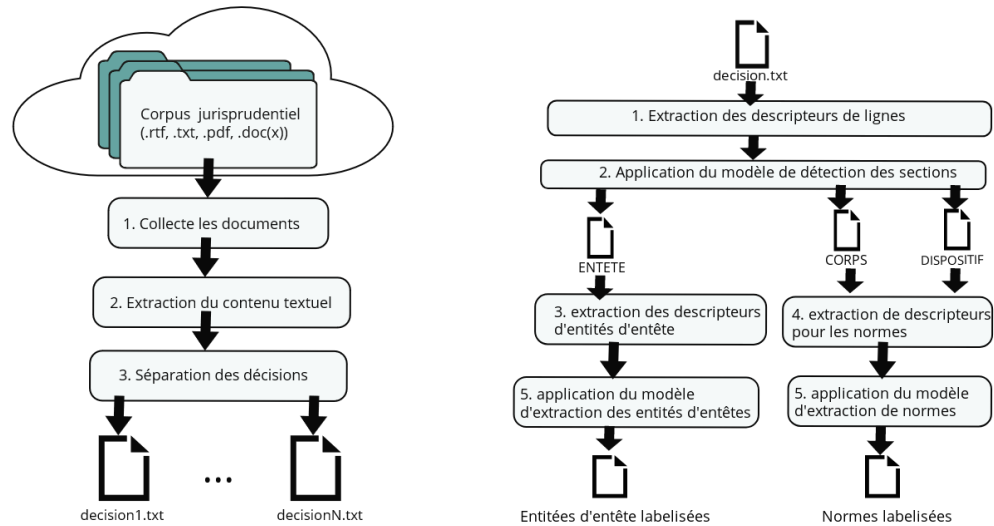 Corpus jurisprudentiel
(.rtf, .txt, .pdf, .doc(x))
1. Collecte les documents
2. Extraction du contenu textuel
3. Séparation des décisions
...
decision1.txt
decisionN.txt
decision.txt
1. Extraction des descripteurs de lignes
2. Application du modèle de détection des sections
ENTETE
CORPS
DISPOSITIF
3. extraction des descripteurs
d'entités d'entête
4. extraction de descripteurs
pour les normes
5. application du modèle
d'extraction des entités d'entêtes
5. application du modèle
d'extraction de normes
Entitées d'entête labelisées
Normes labelisées